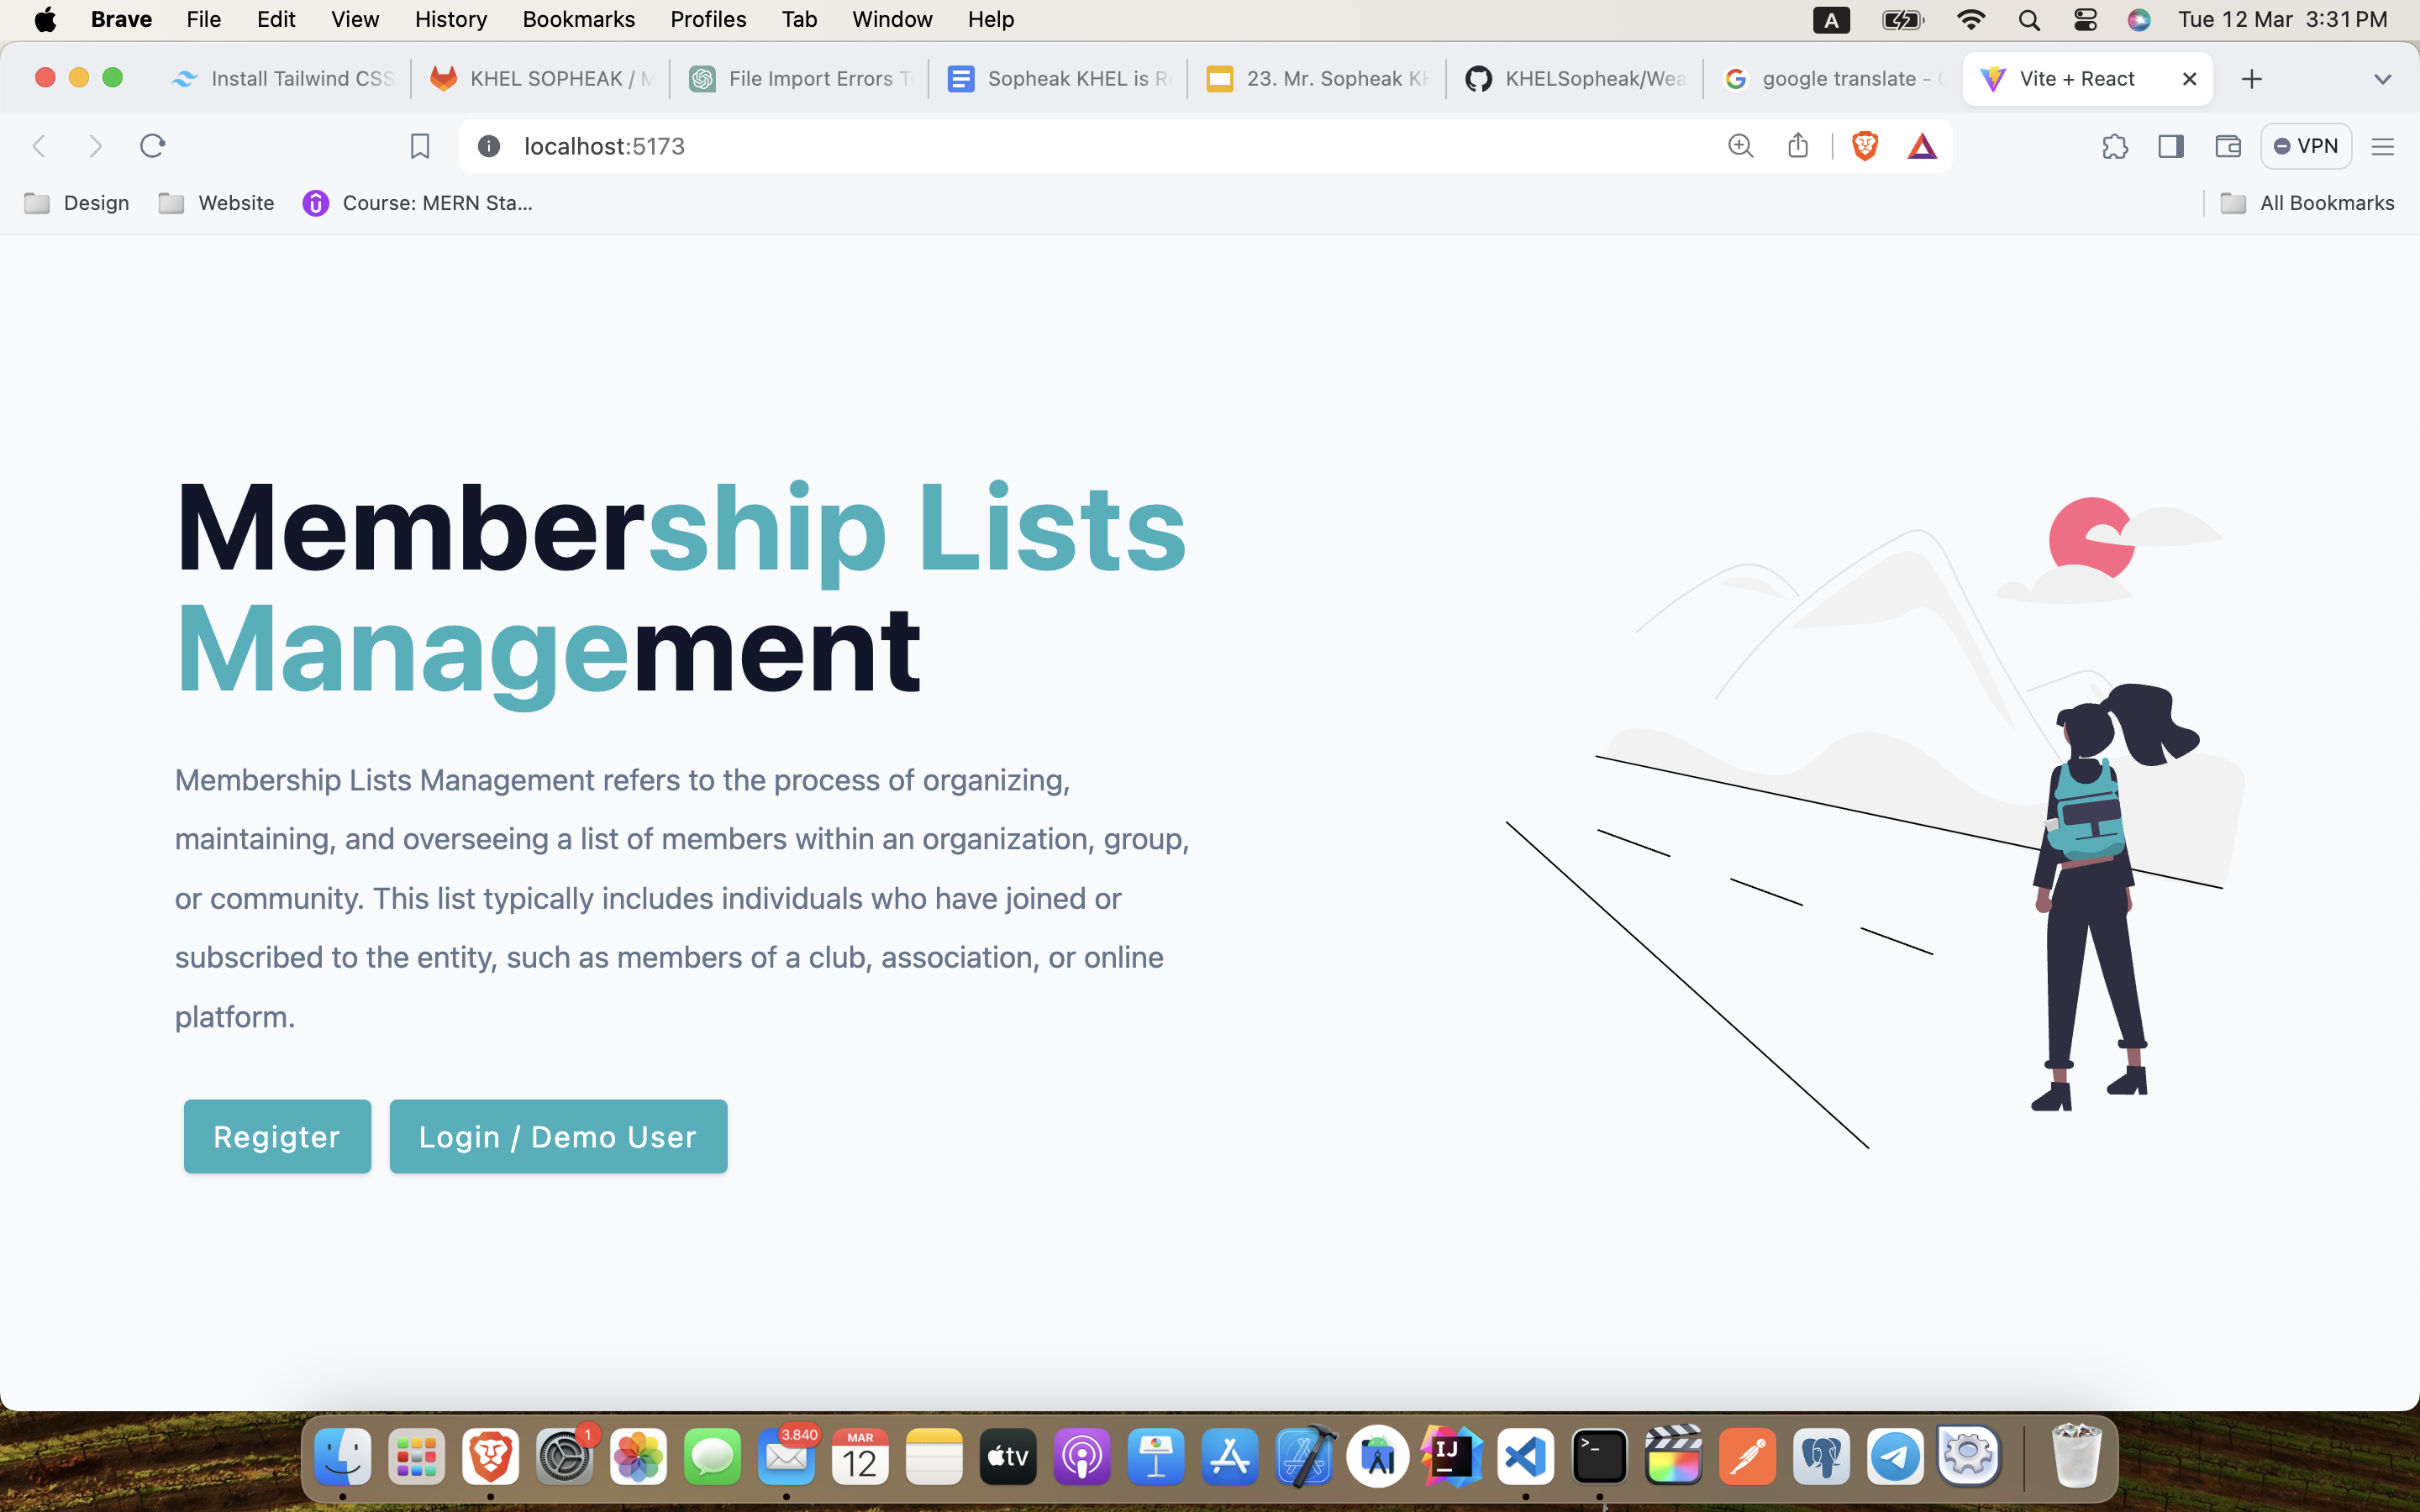 Brave File Edit View History Bookmarks Profiles Tab Window Help A Tue 12 Mar 3:31 PM
Install Tailwind CSS KHEL SOPHEAK / M File Import Errors Sopheak KHEL is 23. Mr. Sopheak KHELSopheak/Wea google translate - Vite + React
localhost:5173 VPN
Design Website Course: MERN Sta... All Bookmarks
Membership Lists
Management
Membership Lists Management refers to the process of organizing,
maintaining, and overseeing a list of members within an organization, group,
or community. This list typically includes individuals who have joined or
subscribed to the entity, such as members of a club, association, or online
platform.
Regigter Login / Demo User
1 3.840 MAR 12 tv IJ